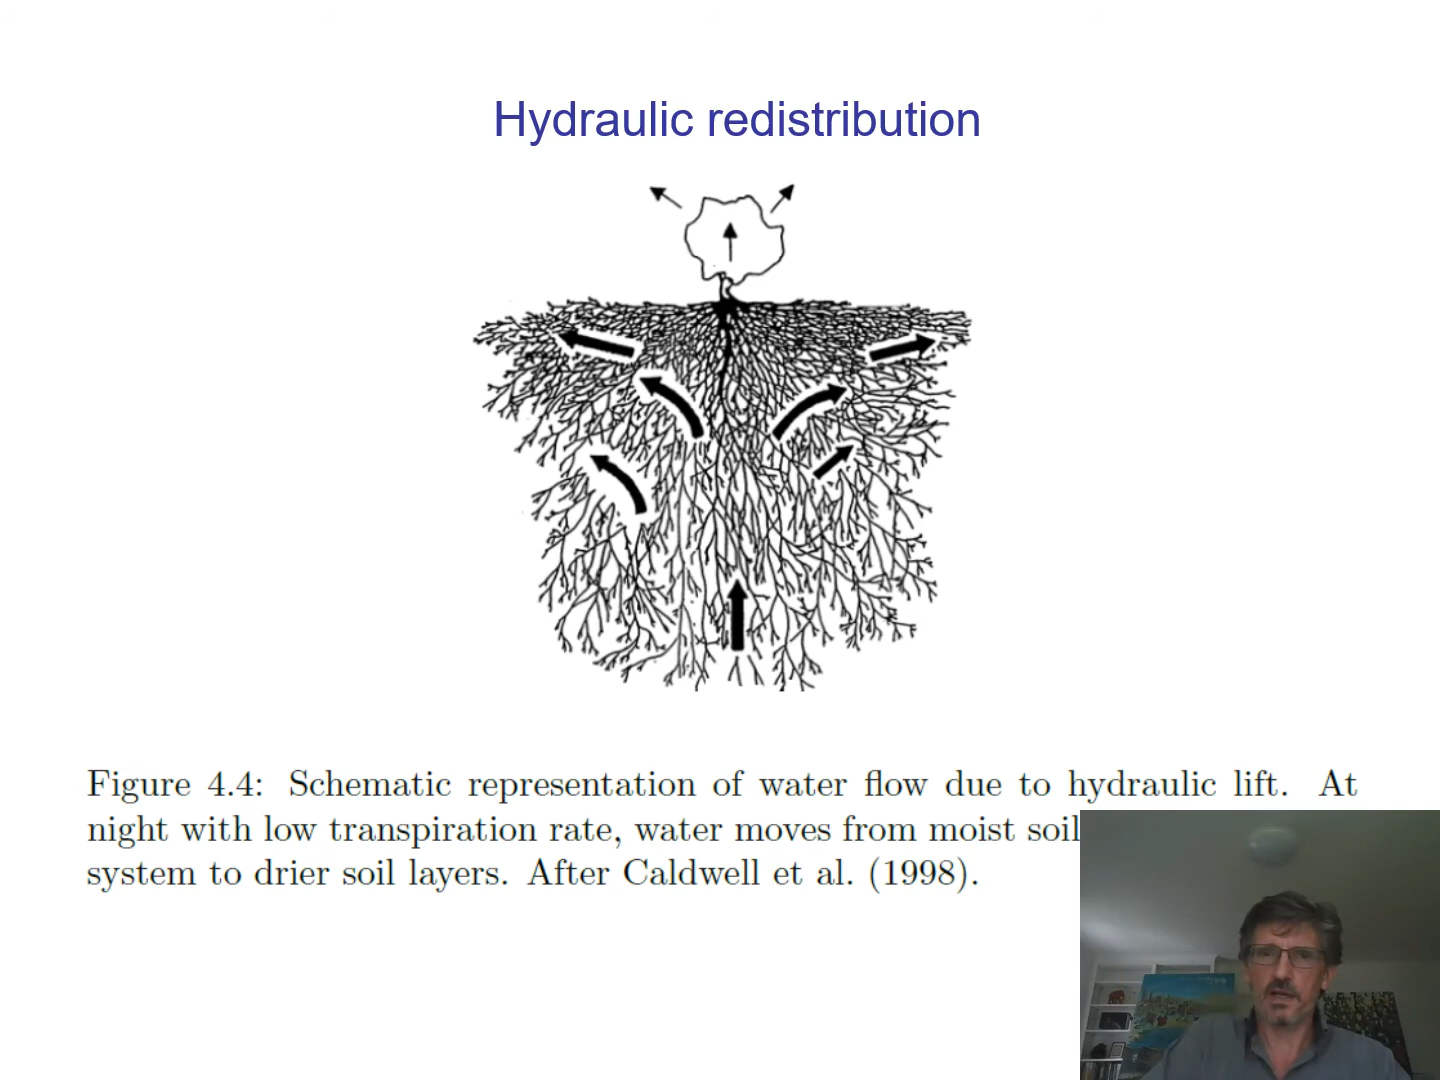 Hydraulic redistribution
Figure 4.4: Schematic representation of water flow due to hydraulic lift. At
night with low transpiration rate, water moves from moist soil
system to drier soil layers. After Caldwell et al. (1998).